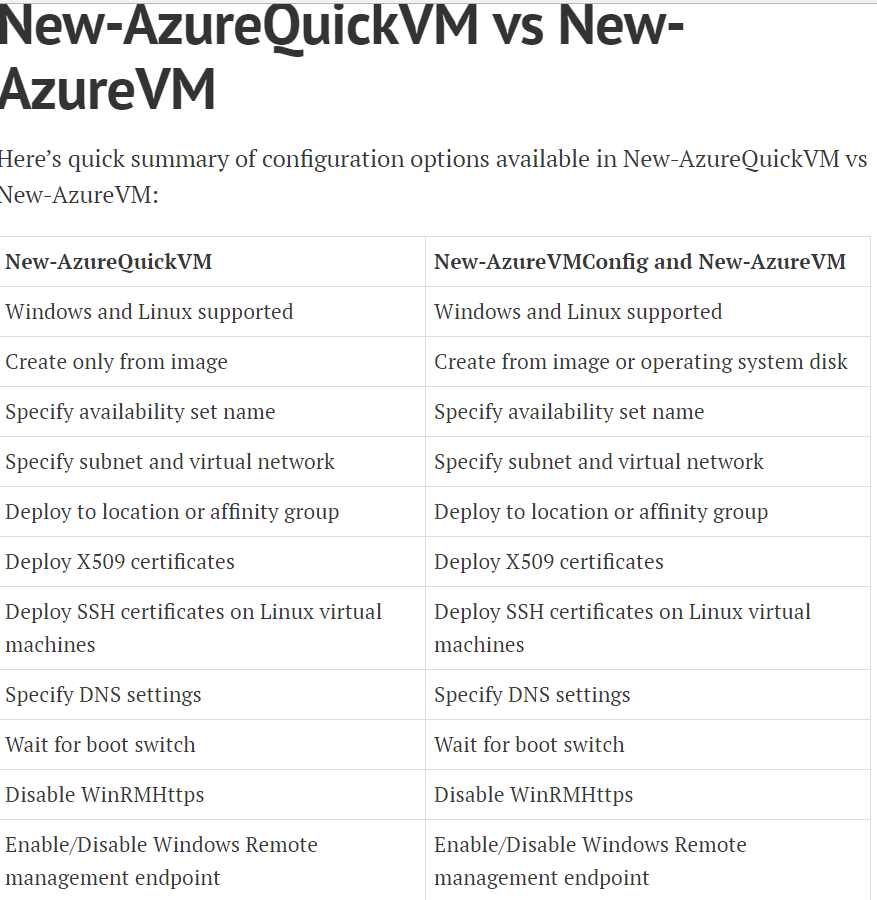 New-AzureQuickVM vs New-
AzureVM
Here’s quick summary of configuration options available in New-AzureQuickVM vs
New-AzureVM:
New-AzureQuickVM New-AzureVMConfig and New-AzureVM
Windows and Linux supported Windows and Linux supported
Create only from image Create from image or operating system disk
Specify availability set name Specify availability set name
Specify subnet and virtual network Specify subnet and virtual network
Deploy to location or affinity group Deploy to location or affinity group
Deploy X509 certificates Deploy X509 certificates
Deploy SSH certificates on Linux virtual Deploy SSH certificates on Linux virtual
machines machines
Specify DNS settings Specify DNS settings
Wait for boot switch Wait for boot switch
Disable WinRMHttps Disable WinRMHttps
Enable/Disable Windows Remote Enable/Disable Windows Remote
management endpoint management endpoint